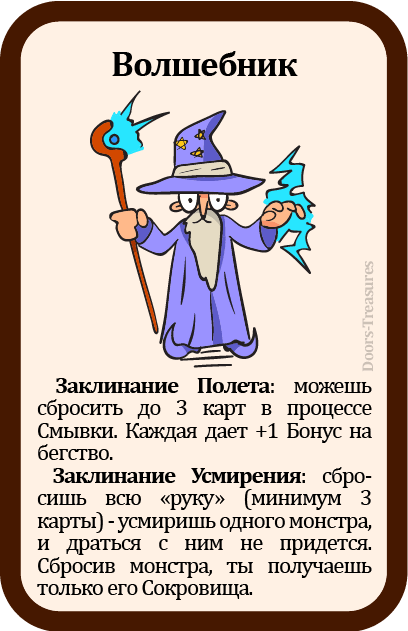 Волшебник
Doors-Treasures
Заклинание Полета: можешь
сбросить до 3 карт в процессе
Смывки. Каждая дает +1 Бонус на
бегство.
Заклинание Усмирения: сбро-
сишь всю «руку» (минимум 3
карты) - усмиришь одного монстра,
и драться с ним не придется.
Сбросив монстра, ты получаешь
только его Сокровища.